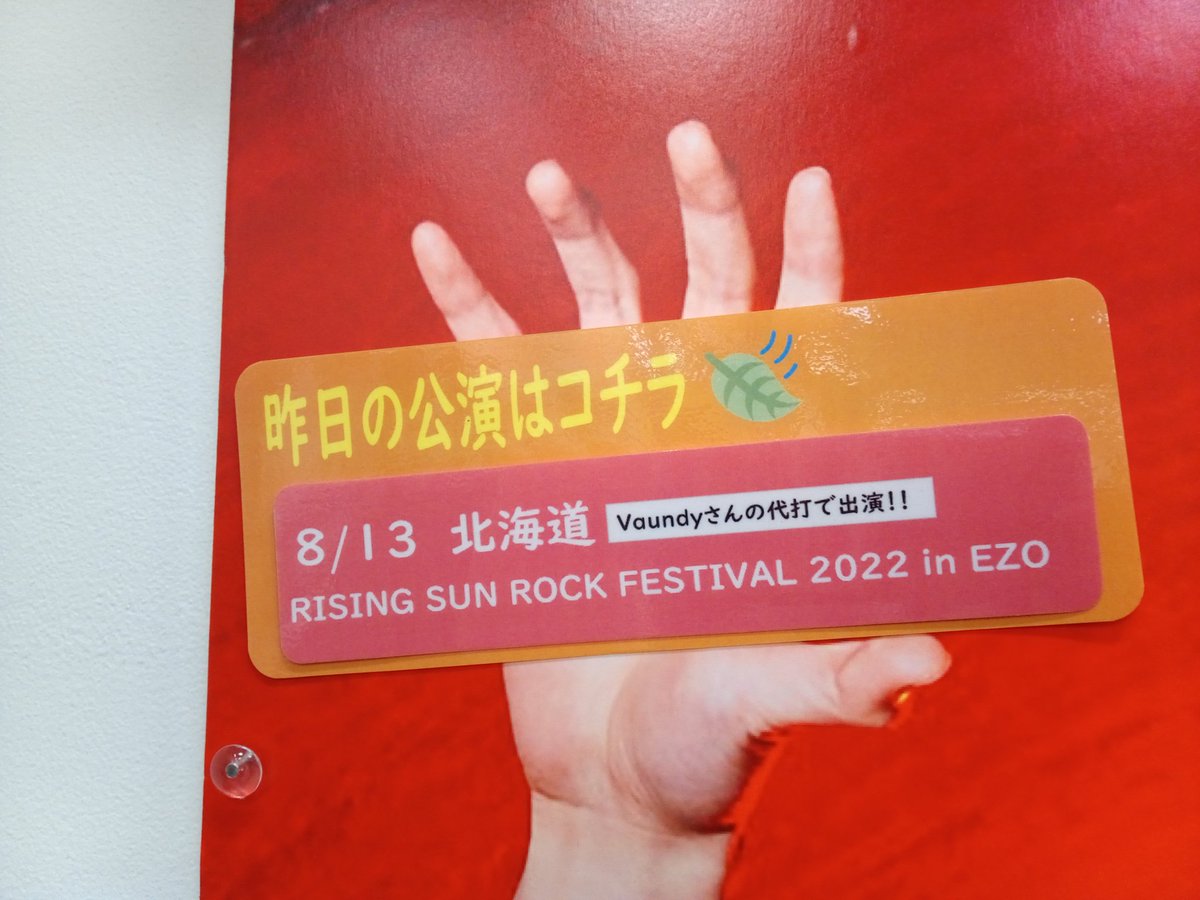 昨日の公演はコチラ
8/13 北海道 Vaundyさんの代打で出演!!
RISING SUN ROCK FESTIVAL 2022 in EZO